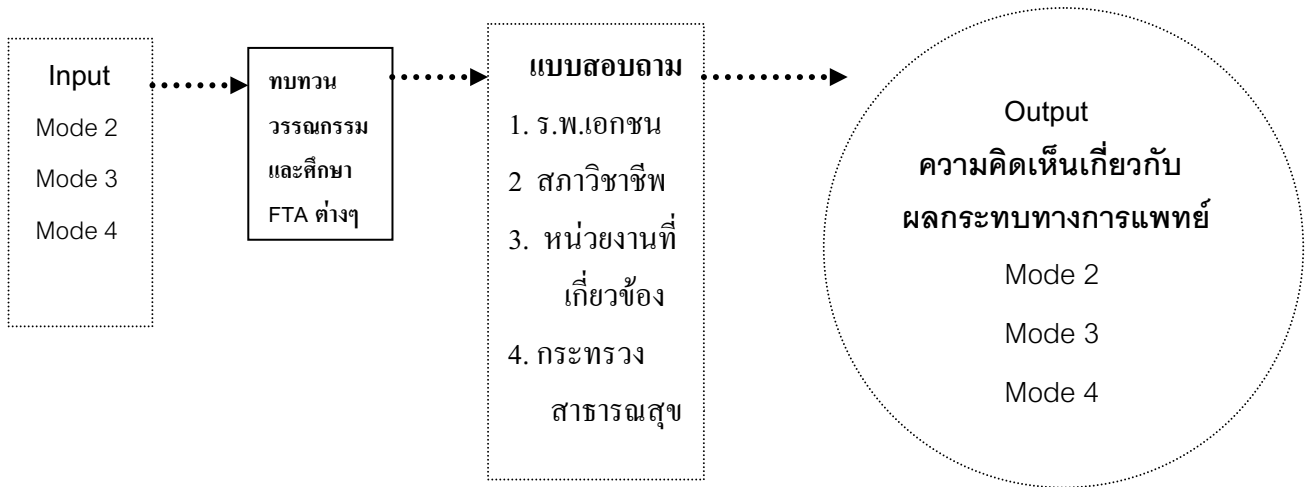 Input
Mode 2
Mode 3
Mode 4
ทบทวน
วรรณกรรม
และศึกษา
FTA ต่างๆ
แบบสอบถาม
1. ร.พ.เอกชน
2 สภาวิชาชีพ
3. หน่วยงานที่
เกี่ยวข้อง
4. กระทรวง
สาธารณสุข
Output
ความคิดเห็นเกี่ยวกับ
ผลกระทบทางการแพทย์
Mode 2
Mode 3
Mode 4